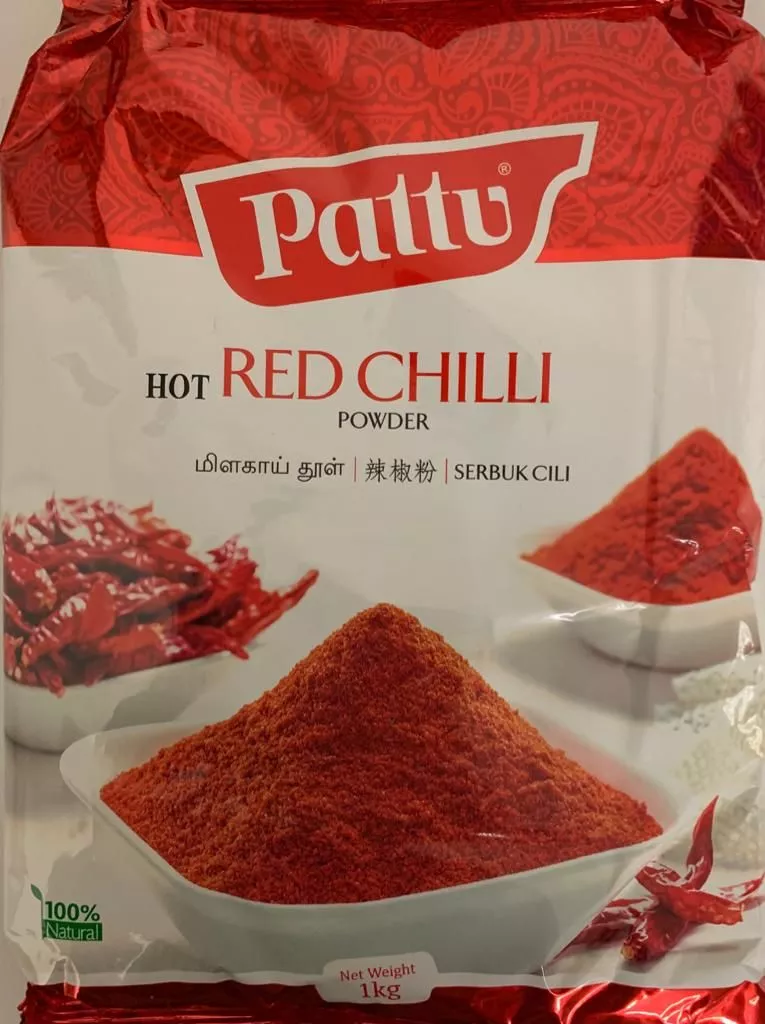 Pattu®
HOT RED CHILLI
POWDER
மிளகாய் தூள் | 辣椒粉 | SERBUK CILI
100%
Natural
Net Weight
1kg